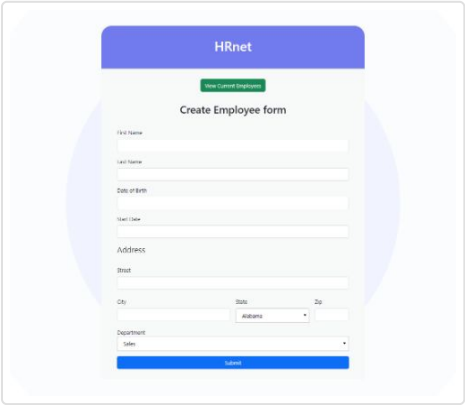 HRnet
View Current Employees
Create Employee form
First Name
Last Name
Date of Birth
Start Date
Address
Street
City State Zip
Alabama
Department
Sales
Submit